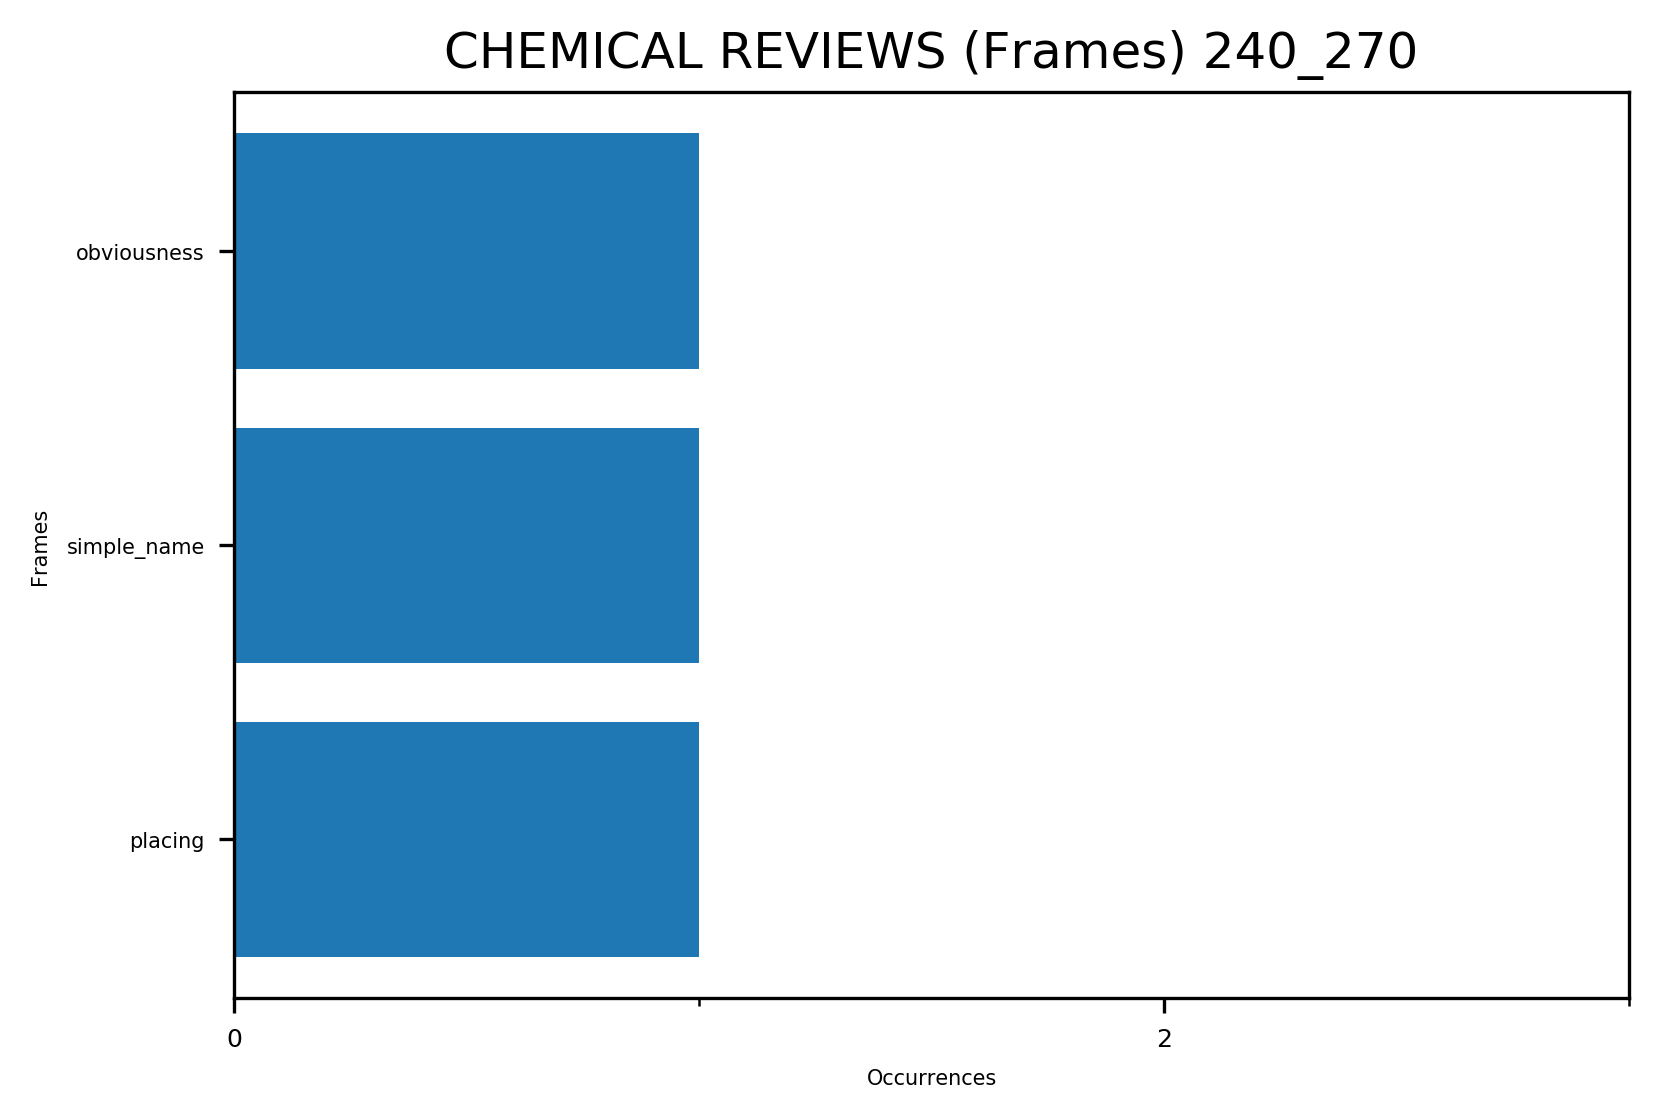 CHEMICAL REVIEWS (Frames) 240_270
obviousness
simple_name
placing
Frames
0
2
Occurrences